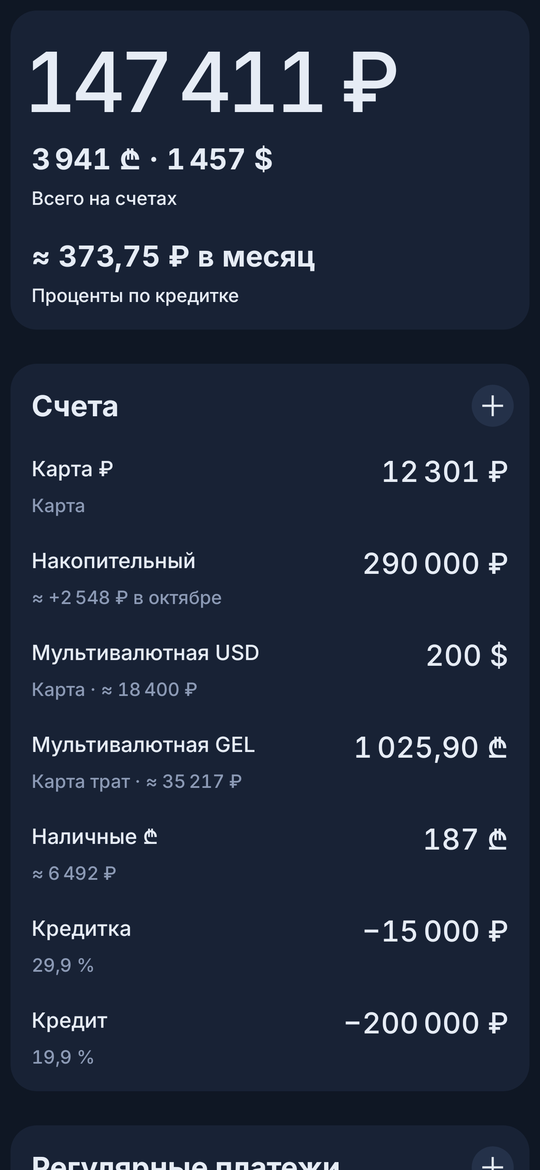 147 411 ₽
3 941 ₾ · 1 457 $
Всего на счетах
≈ 373,75 ₽ в месяц
Проценты по кредитке
Счета
Карта ₽
12 301 ₽
Карта
Накопительный
290 000 ₽
≈ +2 548 ₽ в октябре
Мультивалютная USD
200 $
Карта · ≈ 18 400 ₽
Мультивалютная GEL
1 025,90 ₾
Карта трат · ≈ 35 217 ₽
Наличные ₾
187 ₾
≈ 6 492 ₽
Кредитка
−15 000 ₽
29,9 %
Кредит
−200 000 ₽
19,9 %
Регулярные платежи